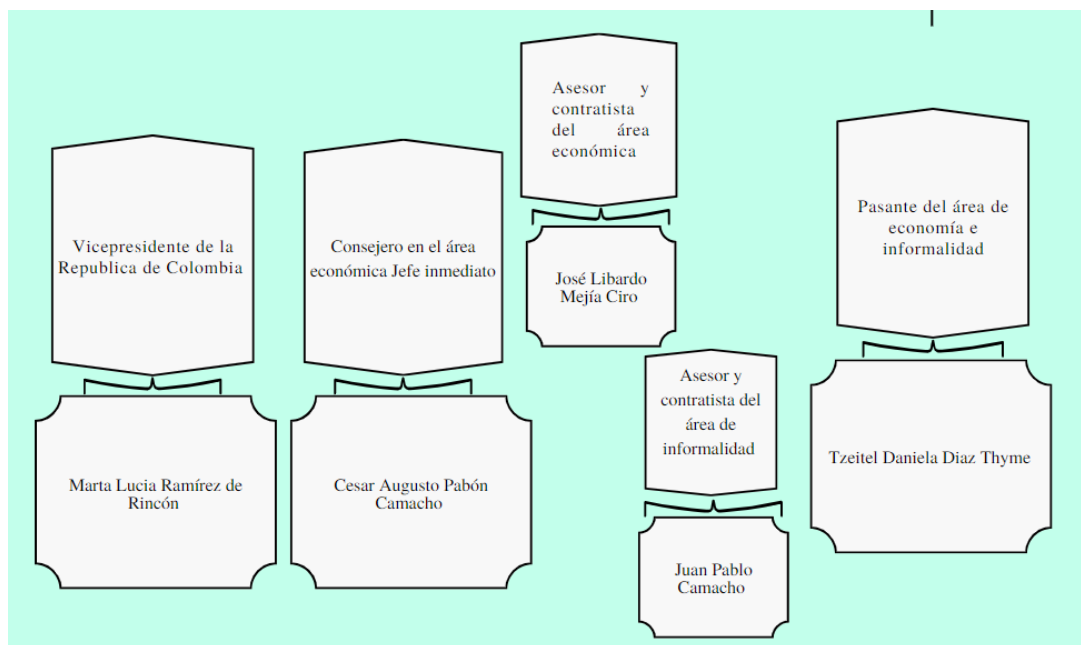 Vicepresidente de la
Republica de Colombia
Marta Lucia Ramírez de
Rincón
Consejero en el área
económica Jefe inmediato
Cesar Augusto Pabón
Camacho
Asesor y
contratista
del área
económica
José Libardo
Mejía Ciro
Asesor y
contratista del
área de
informalidad
Juan Pablo
Camacho
Pasante del área de
economía e
informalidad
Tzeitel Daniela Diaz Thyme